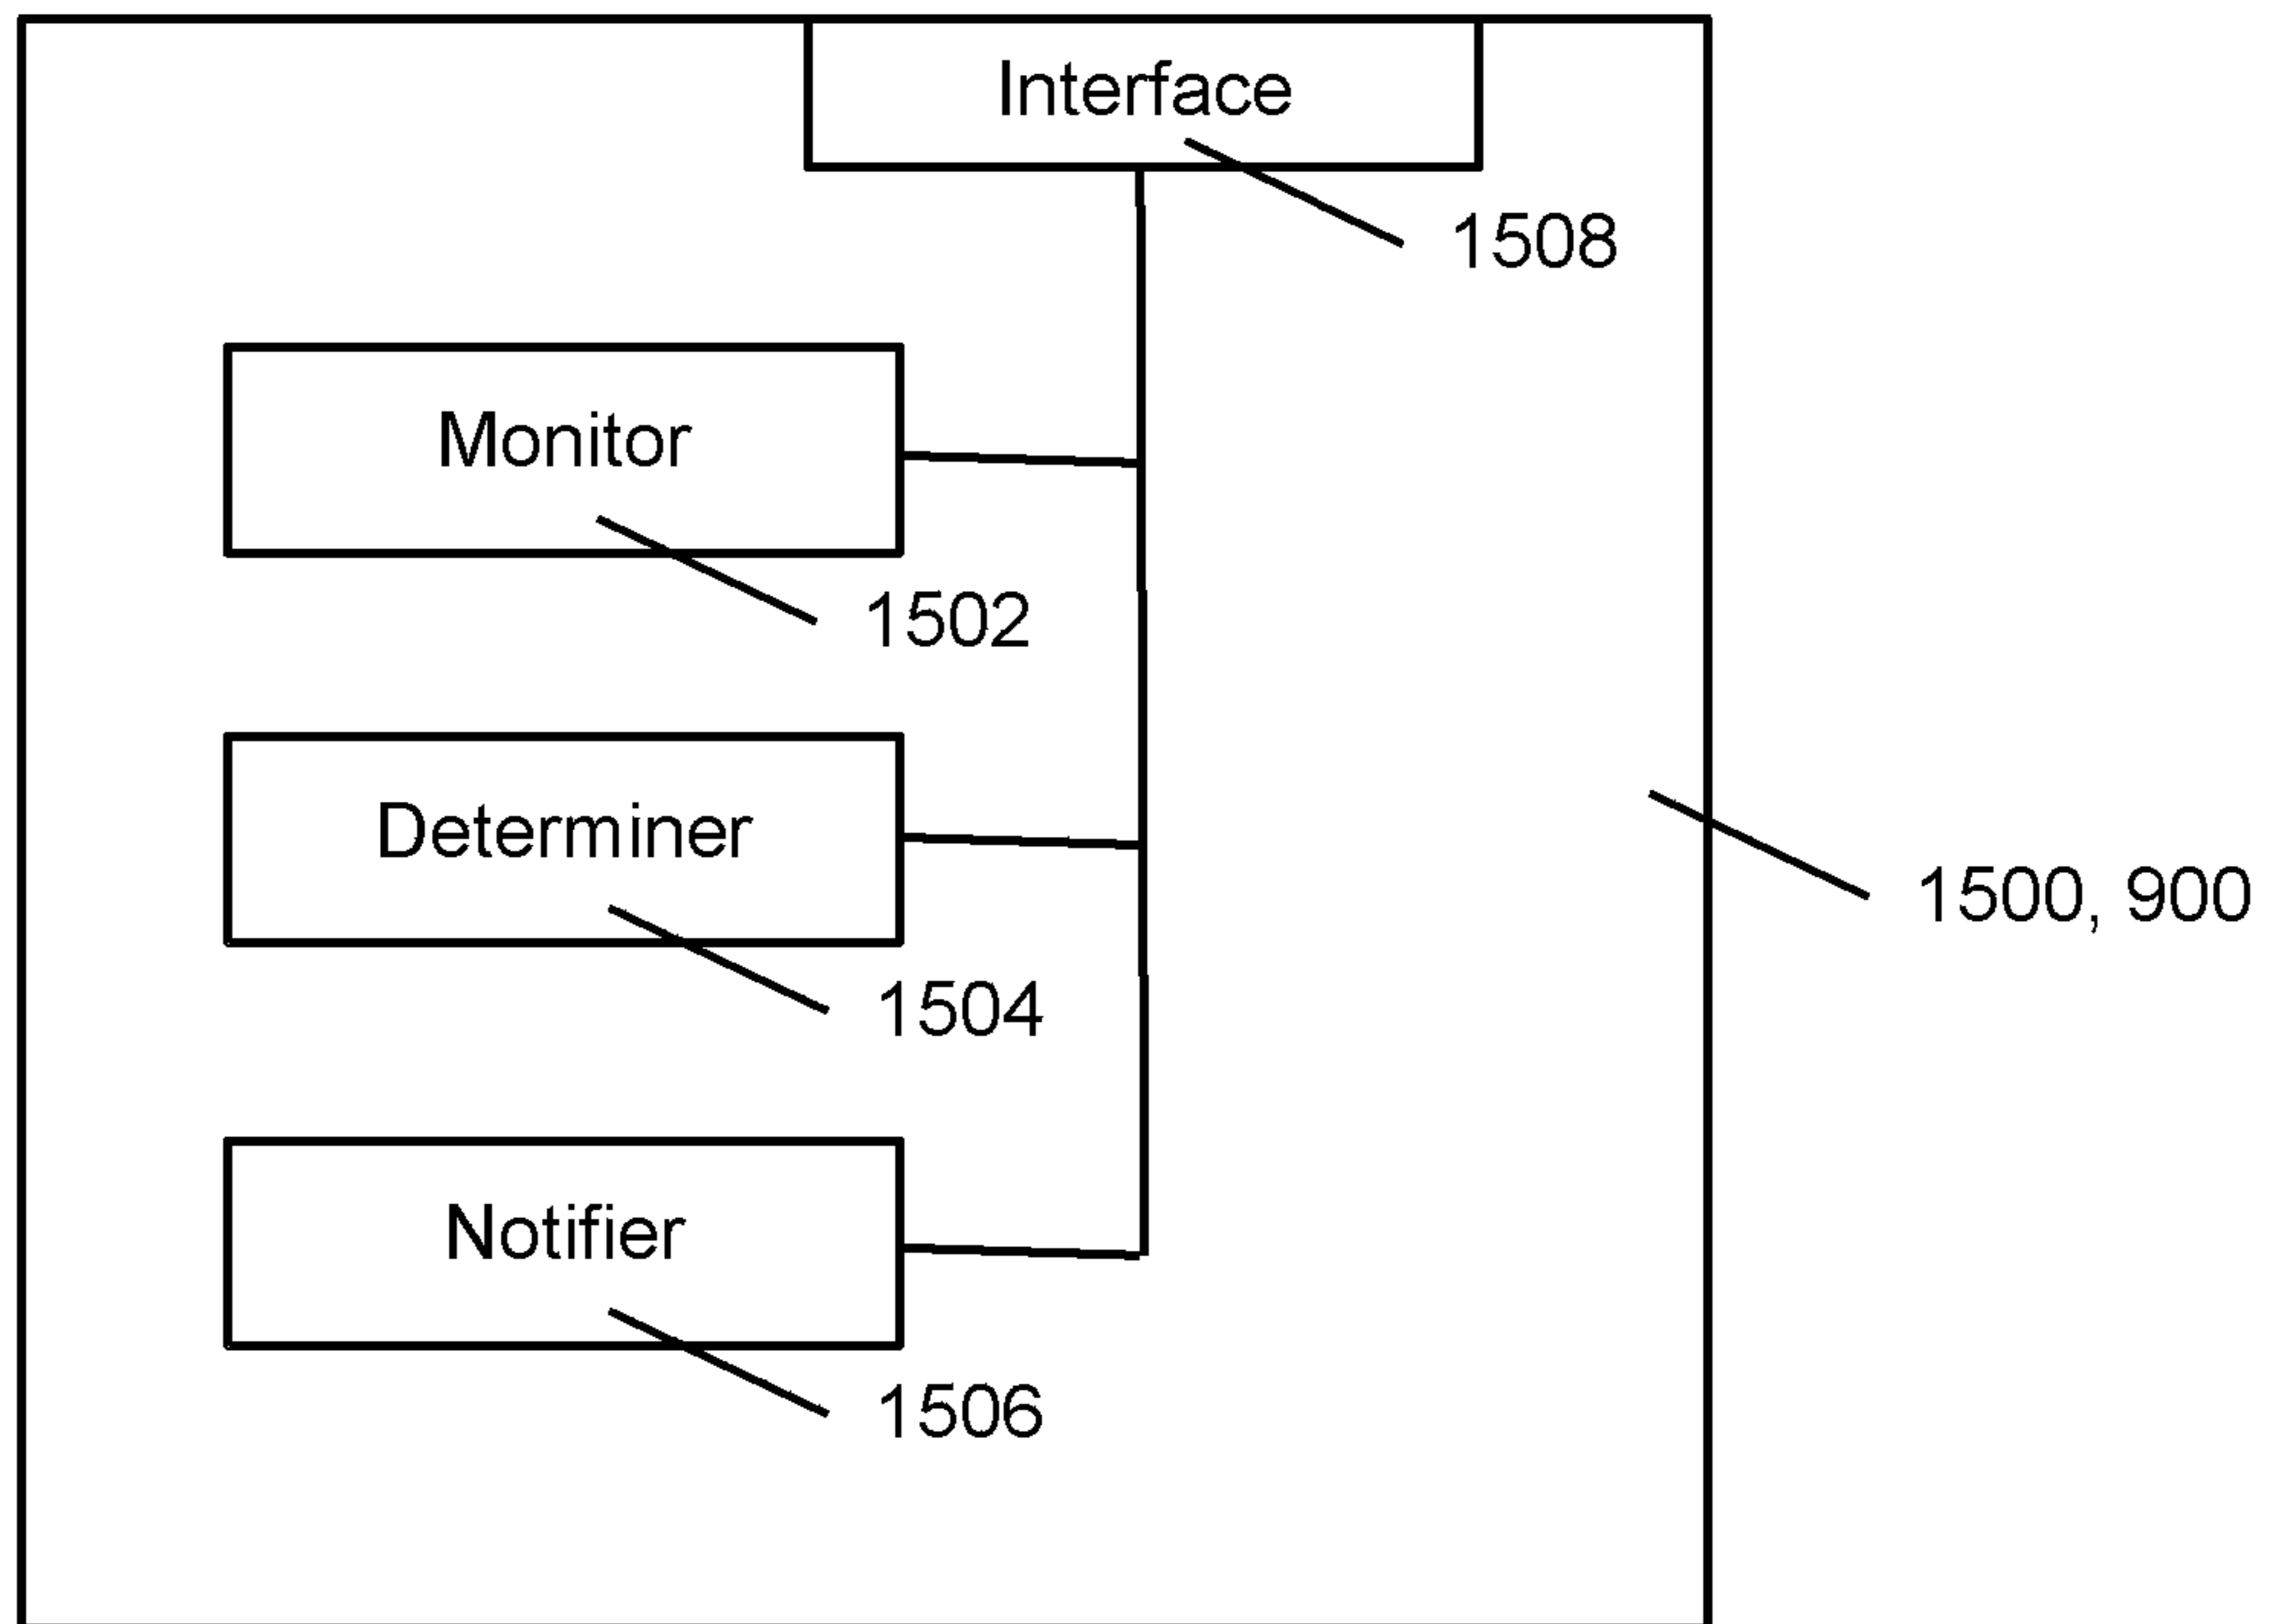 Interface
1508
Monitor
1502
Determiner
1500, 900
1504
Notifier
1506